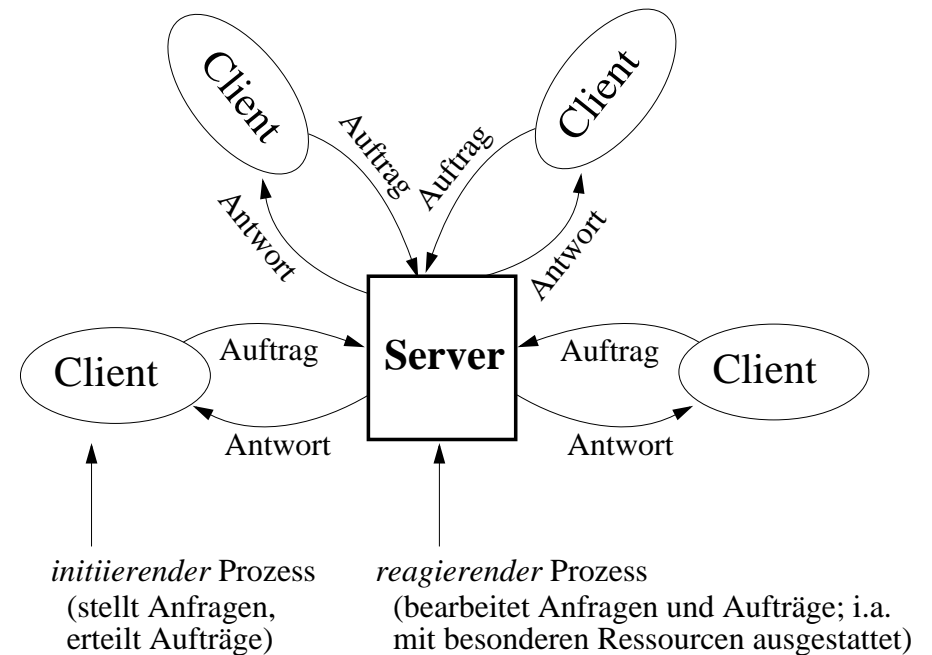 Client
Client
Auftrag
Auftrag
Antwort
Antwort
Client
Auftrag
Server
Auftrag
Client
Antwort
Antwort
initiierender Prozess
(stellt Anfragen,
erteilt Aufträge)
reagierender Prozess
(bearbeitet Anfragen und Aufträge; i.a.
mit besonderen Ressourcen ausgestattet)